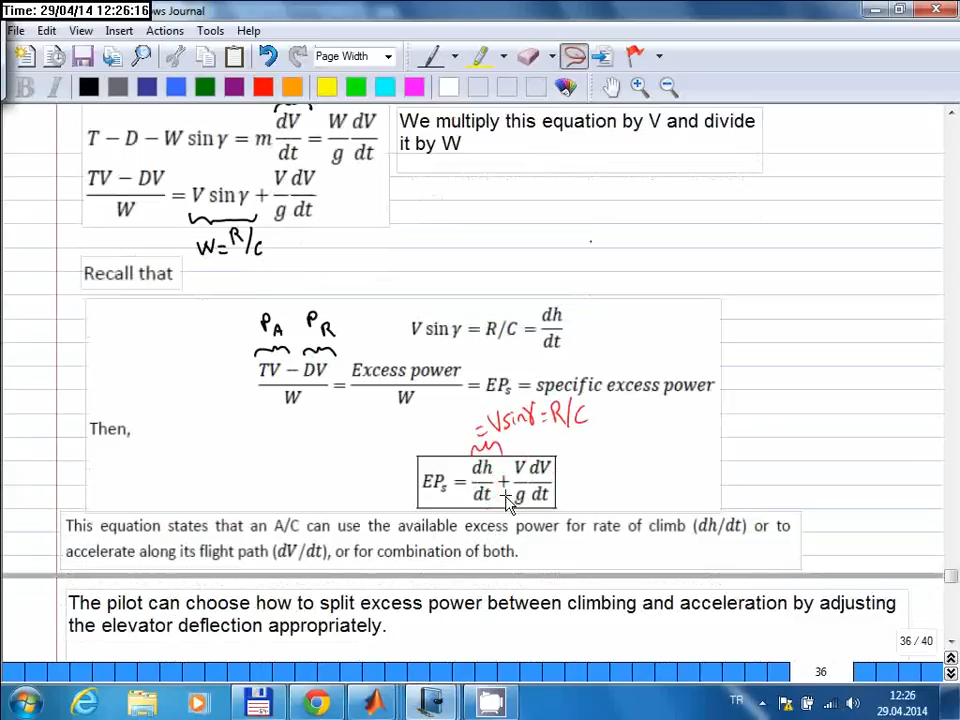 Time: 29/04/14 12:26:16 ws Journal
File Edit View Insert Actions Tools Help
Page Width
B I
T − D − W sin γ = m dV/dt = W/g dV/dt
We multiply this equation by V and divide
it by W
(TV − DV)/W = V sin γ + V/g dV/dt
W = R/C
Recall that
P_A P_R
V sin γ = R/C = dh/dt
(TV − DV)/W = Excess power/W = EP_s = specific excess power
= V sin γ = R/C
Then,
EP_s = dh/dt + V/g dV/dt
This equation states that an A/C can use the available excess power for rate of climb (dh/dt) or to
accelerate along its flight path (dV/dt), or for combination of both.
The pilot can choose how to split excess power between climbing and acceleration by adjusting
the elevator deflection appropriately.
36 / 40
36
TR 12:26
29.04.2014